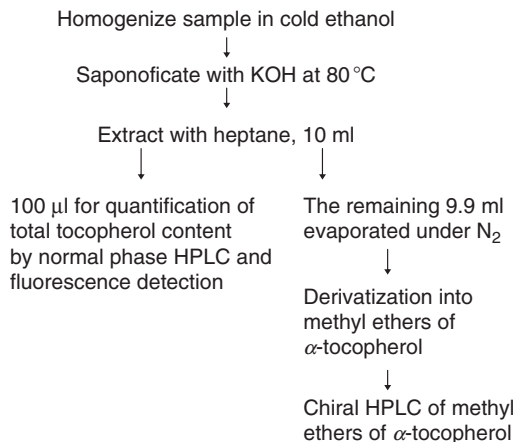 Homogenize sample in cold ethanol
Saponoficate with KOH at 80 °C
Extract with heptane, 10 ml
100 μl for quantification of
total tocopherol content
by normal phase HPLC and
fluorescence detection
The remaining 9.9 ml
evaporated under N₂
Derivatization into
methyl ethers of
α-tocopherol
Chiral HPLC of methyl
ethers of α-tocopherol